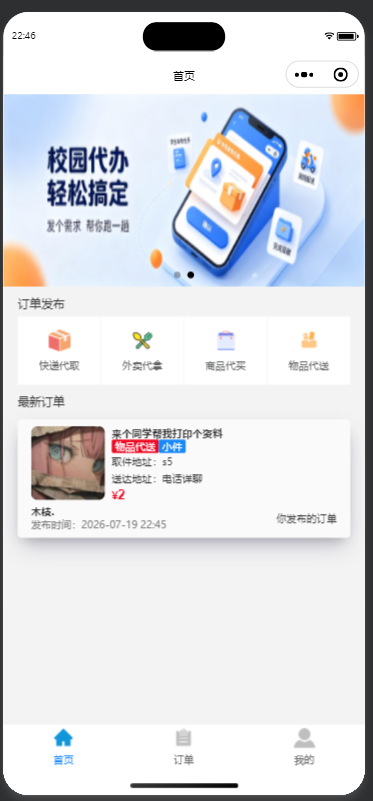 22:46
首页
校园代办
轻松搞定
发个需求 帮你跑一趟
订单发布
快递代取
外卖代拿
商品代买
物品代送
最新订单
来个同学帮我打印个资料
物品代送 小件
取件地址：s5
送达地址：电话详聊
¥2
木槿.
发布时间：2026-07-19 22:45
你发布的订单
首页
订单
我的